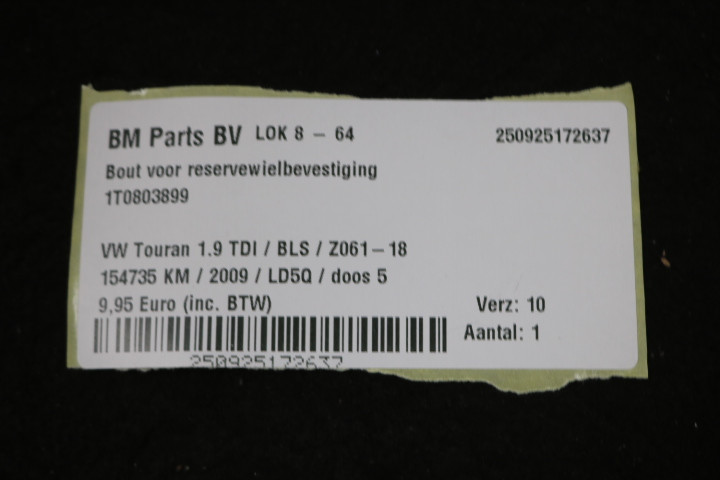 BM Parts BV LOK 8 - 64 250925172637
Bout voor reservewielbevestiging
1T0803899
VW Touran 1.9 TDI / BLS / Z061-18
154735 KM / 2009 / LD5Q / doos 5
9,95 Euro (inc. BTW) Verz: 10
Aantal: 1
250925172637